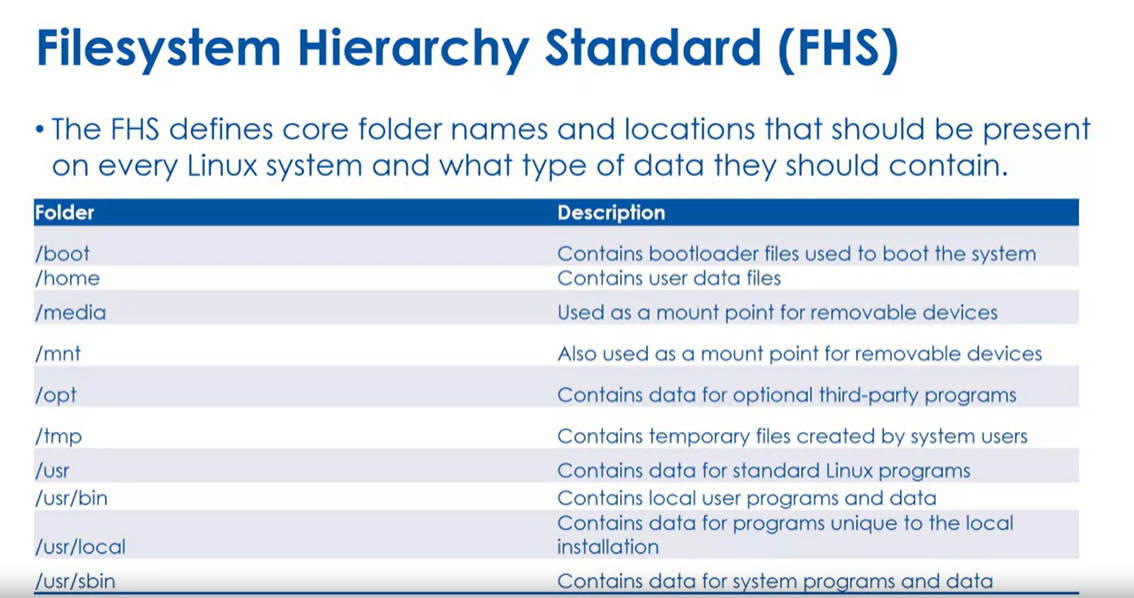 Filesystem Hierarchy Standard (FHS)
• The FHS defines core folder names and locations that should be present
on every Linux system and what type of data they should contain.
Folder Description
/boot Contains bootloader files used to boot the system
/home Contains user data files
/media Used as a mount point for removable devices
/mnt Also used as a mount point for removable devices
/opt Contains data for optional third-party programs
/tmp Contains temporary files created by system users
/usr Contains data for standard Linux programs
/usr/bin Contains local user programs and data
Contains data for programs unique to the local
/usr/local installation
/usr/sbin Contains data for system programs and data